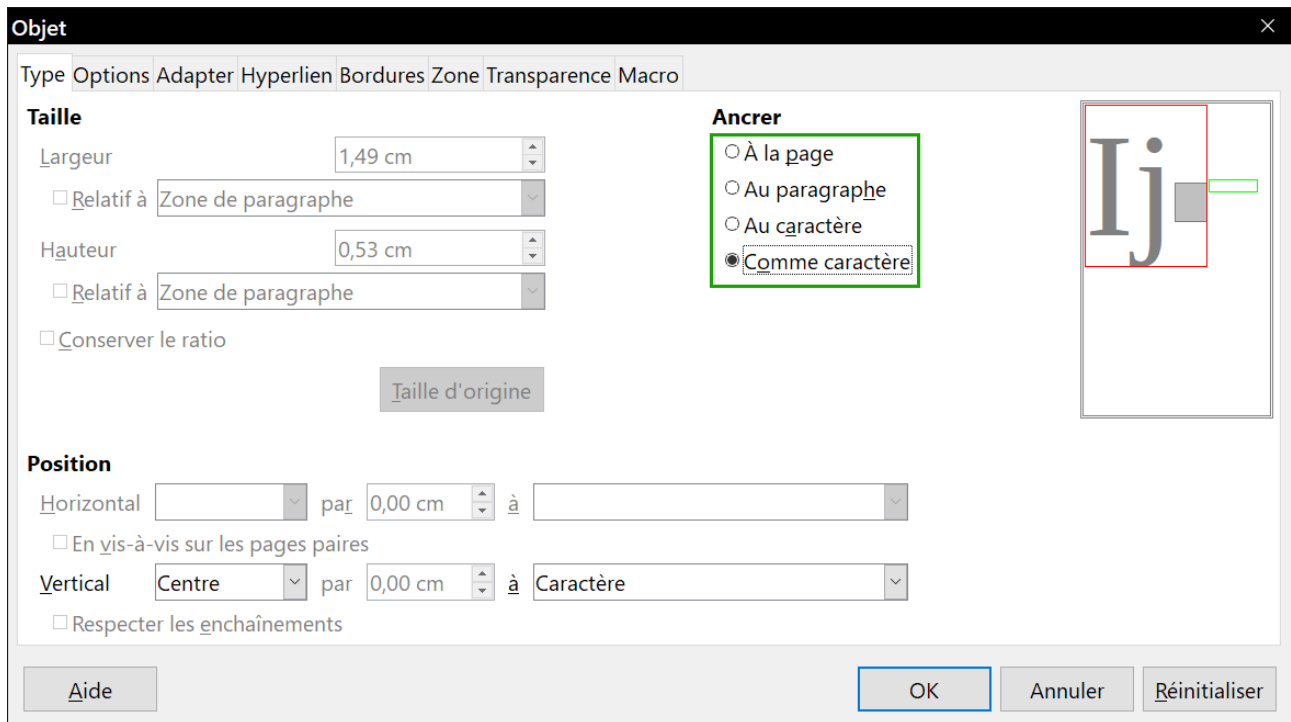 Objet
Type Options Adapter Hyperlien Bordures Zone Transparence Macro
Taille
Largeur 1,49 cm
Relatif à Zone de paragraphe
Hauteur 0,53 cm
Relatif à Zone de paragraphe
Conserver le ratio
Taille d'origine
Ancrer
À la page
Au paragraphe
Au caractère
Comme caractère
Ij
Position
Horizontal par 0,00 cm à
En vis-à-vis sur les pages paires
Vertical Centre par 0,00 cm à Caractère
Respecter les enchaînements
Aide OK Annuler Réinitialiser